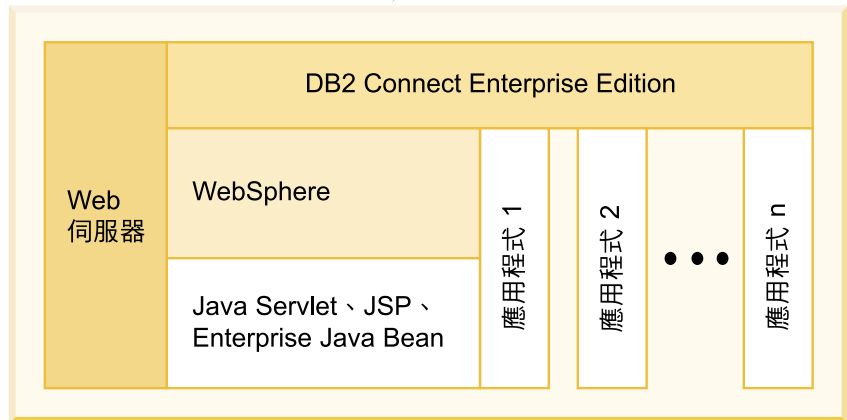 DB2 Connect Enterprise Edition
Web
伺服器
WebSphere
Java Servlet、JSP、
Enterprise Java Bean
應用程式 1
應用程式 2
應用程式 n